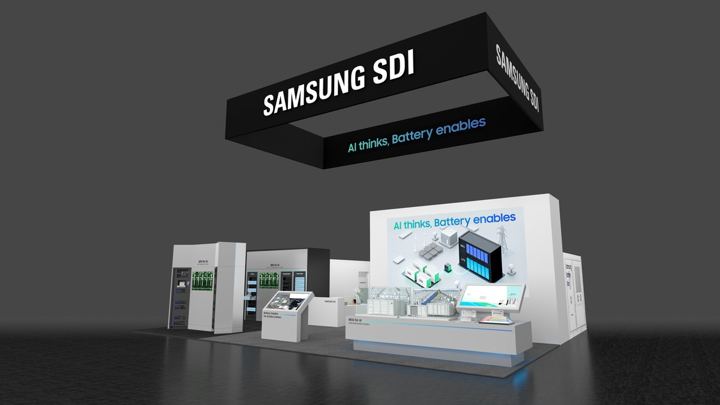 SAMSUNG SDI
SAMSUNG SDI
AI thinks, Battery enables
AI thinks, Battery enables